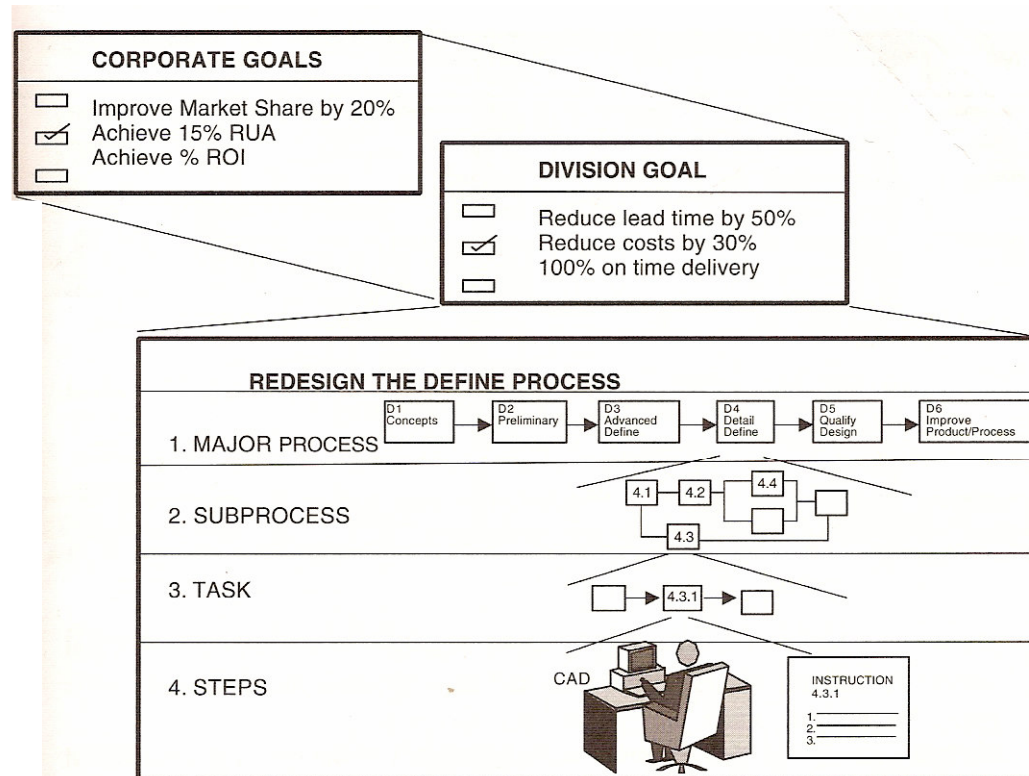 CORPORATE GOALS
Improve Market Share by 20%
Achieve 15% RUA
Achieve % ROI
DIVISION GOAL
Reduce lead time by 50%
Reduce costs by 30%
100% on time delivery
REDESIGN THE DEFINE PROCESS
1. MAJOR PROCESS
D1
Concepts
D2
Preliminary
D3
Advanced
Define
D4
Detail
Define
D5
Qualify
Design
D6
Improve
Product/Process
2. SUBPROCESS
4.1
4.2
4.4
4.3
3. TASK
4.3.1
4. STEPS
CAD
INSTRUCTION
4.3.1
1.
2.
3.